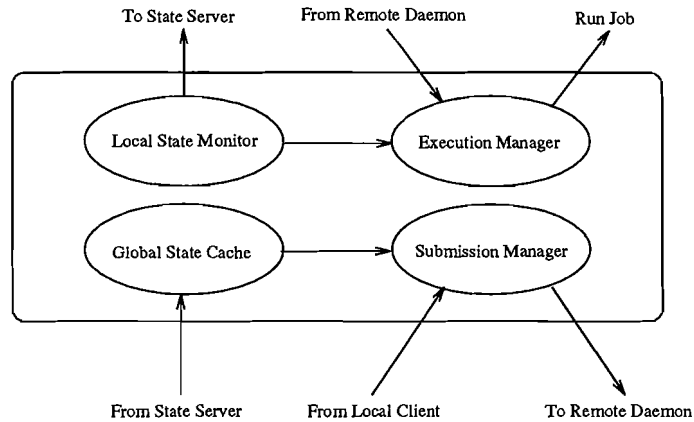 To State Server
From Remote Daemon
Run Job
Local State Monitor
Execution Manager
Global State Cache
Submission Manager
From State Server
From Local Client
To Remote Daemon